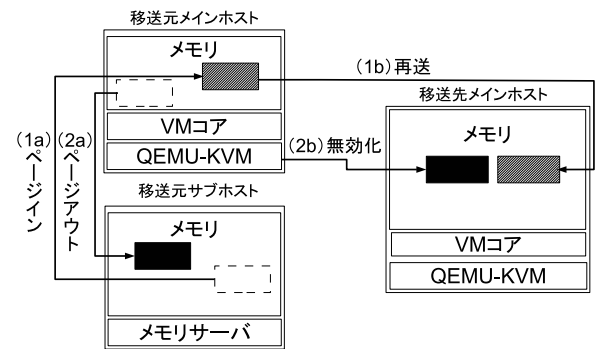 移送元メインホスト
メモリ
VMコア
QEMU-KVM
(1a)ページイン
(2a)ページアウト
(1b)再送
(2b)無効化
移送先メインホスト
メモリ
VMコア
QEMU-KVM
移送元サブホスト
メモリ
メモリサーバ